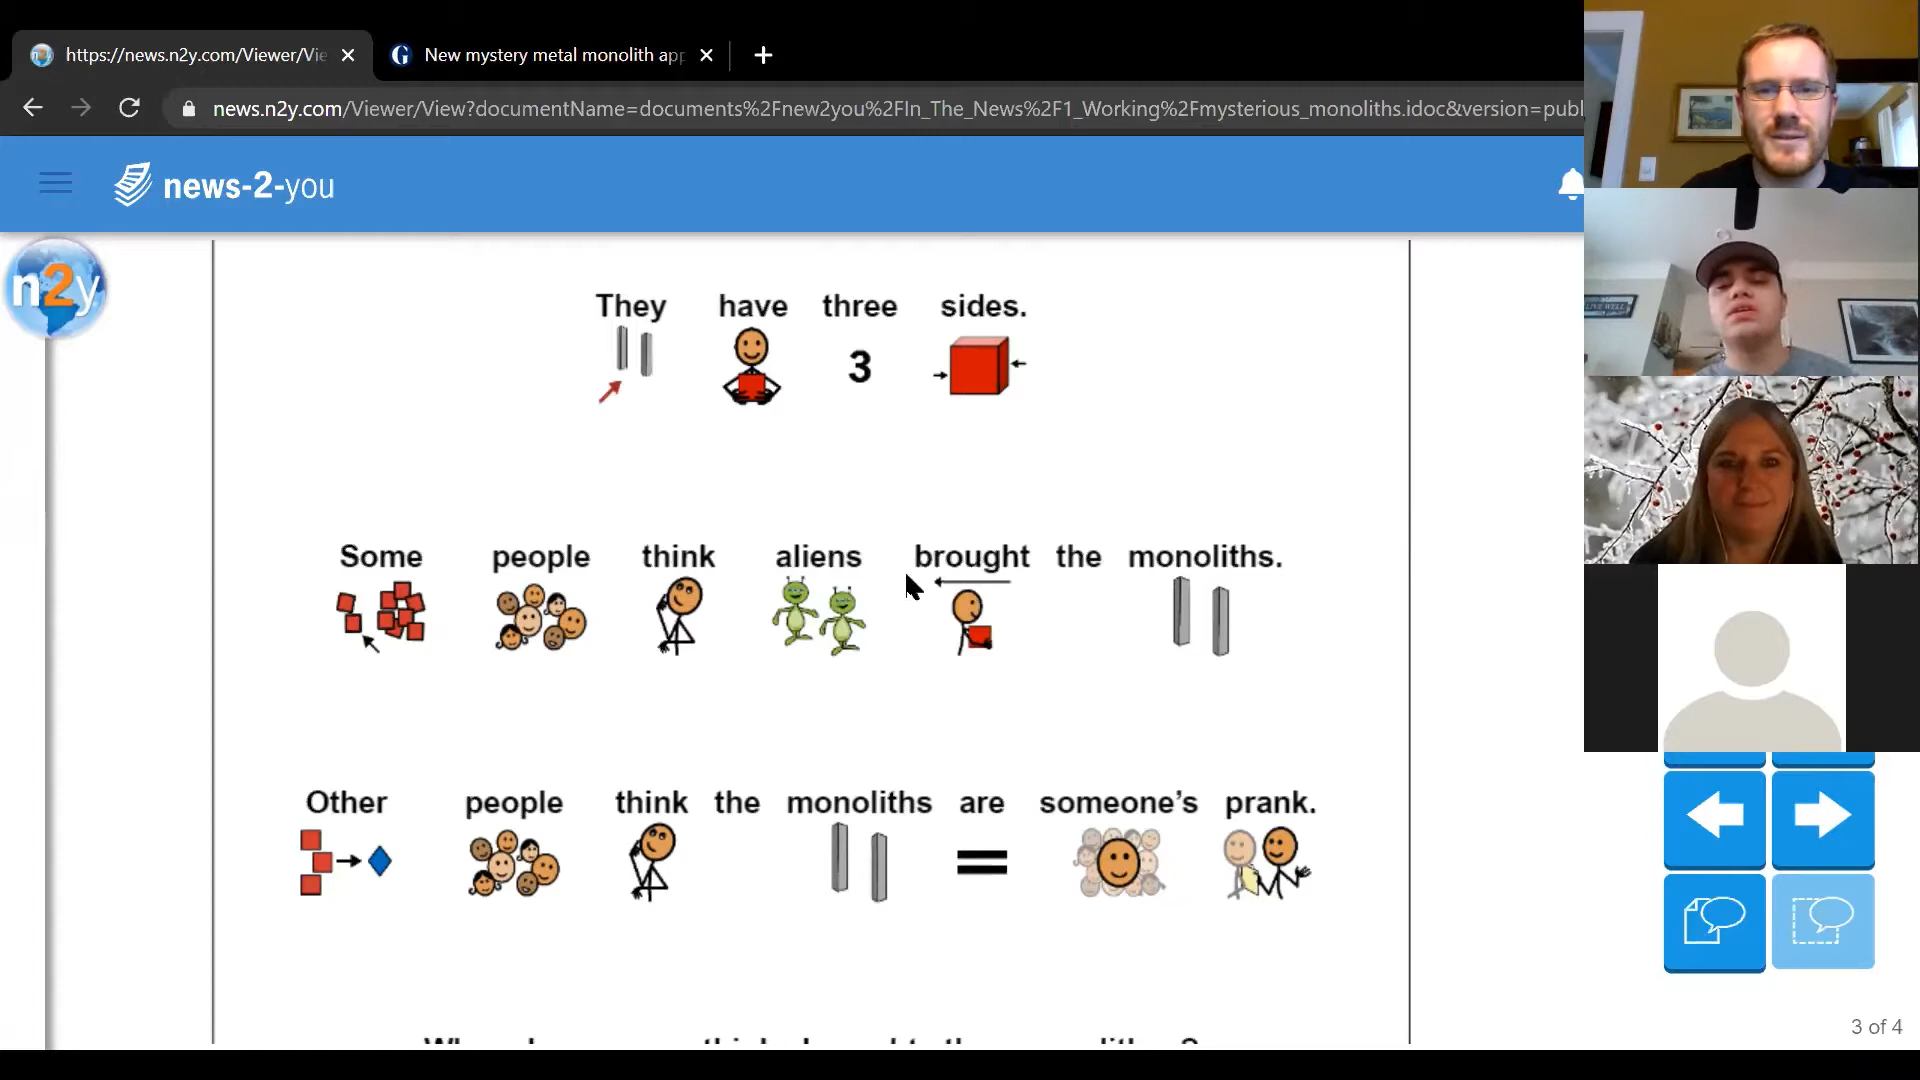 https://news.n2y.com/Viewer/Vie
New mystery metal monolith app
news.n2y.com/Viewer/View?documentName=documents%2Fnew2you%2FIn_The_News%2F1_Working%2Fmysterious_monoliths.idoc&version=publ
news-2-you
n2y
They have three sides.
3
Some people think aliens brought the monoliths.
Other people think the monoliths are someone's prank.
LIVE WELL
3 of 4